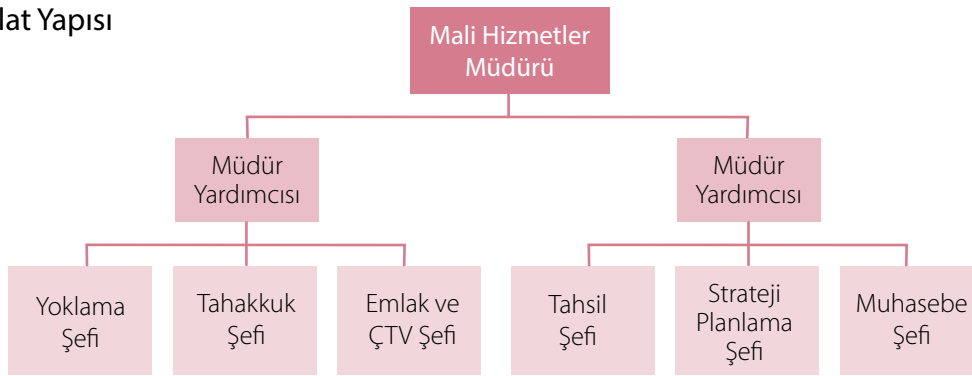 lat Yapısı
Mali Hizmetler
Müdürü
Müdür
Yardımcısı
Müdür
Yardımcısı
Yoklama
Şefi
Tahakkuk
Şefi
Emlak ve
ÇTV Şefi
Tahsil
Şefi
Strateji
Planlama
Şefi
Muhasebe
Şefi